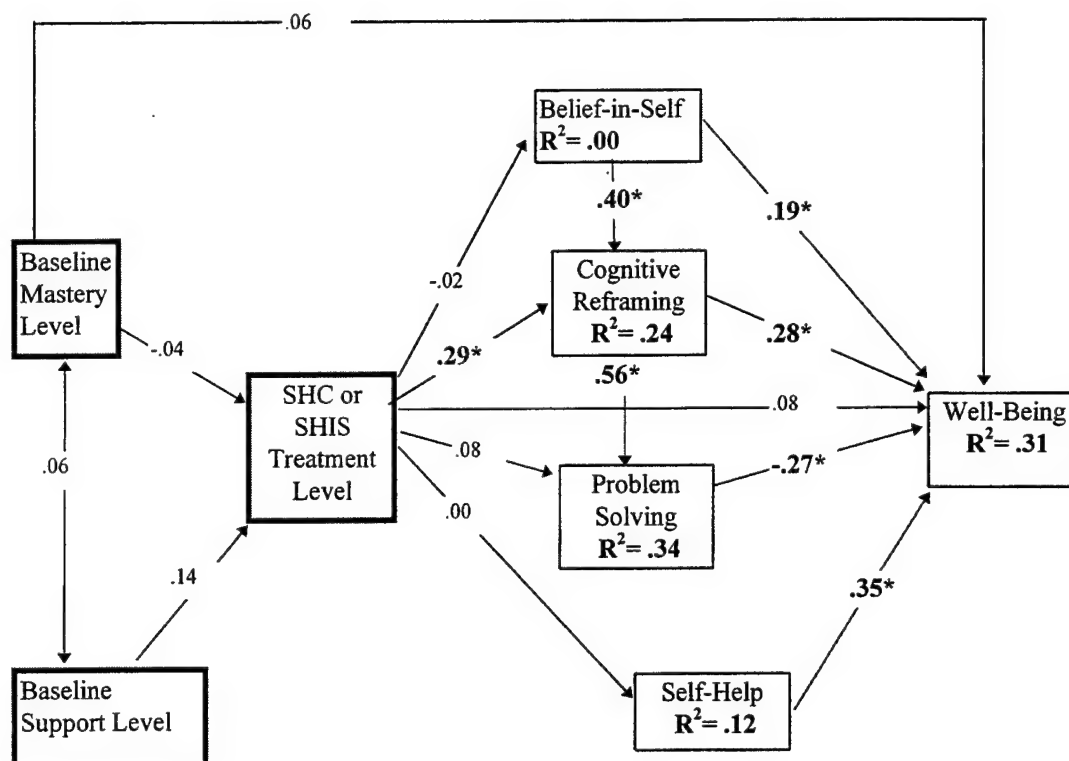 .06
Belief-in-Self
R²= .00
.40*
.19*
Baseline
Mastery
Level
-.02
Cognitive
Reframing
R²= .24
.29*
.28*
-.04
.56*
SHC or
SHIS
Treatment
Level
.08
Well-Being
R²= .31
.06
.08
-.27*
Problem
Solving
R²= .34
.00
.14
.35*
Baseline
Support Level
Self-Help
R²= .12